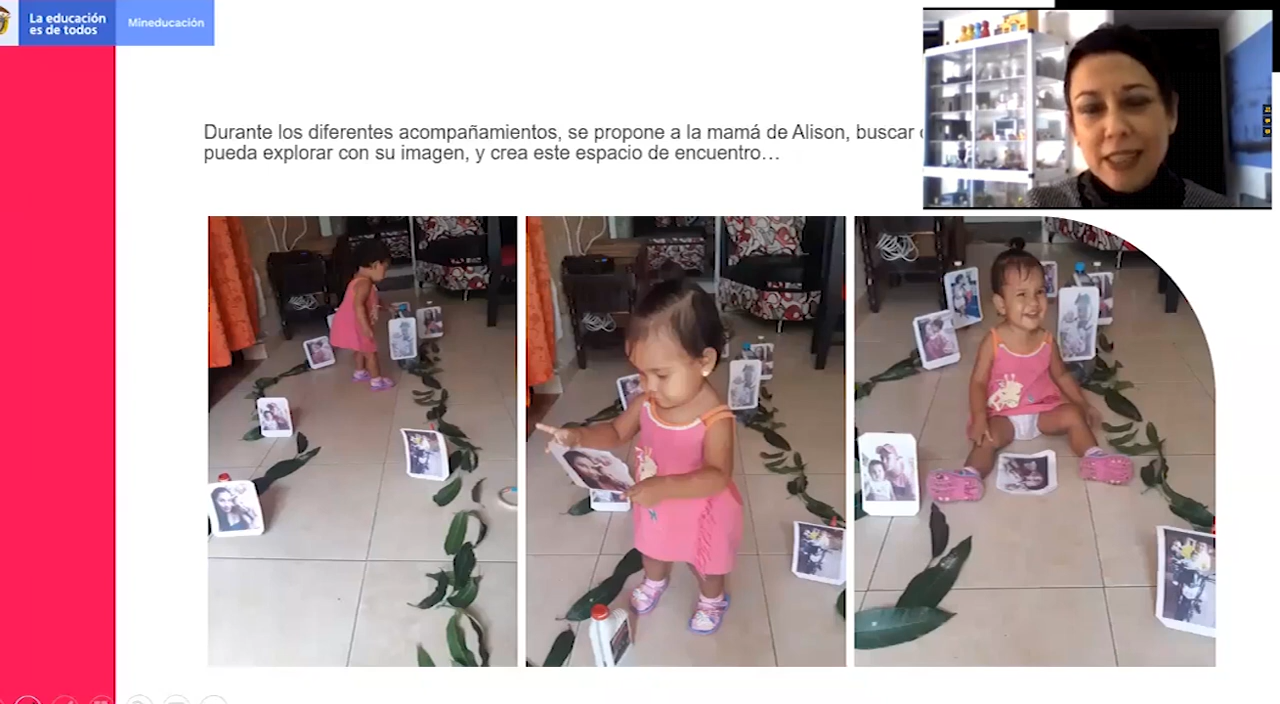 La educación
es de todos
Mineducación
Durante los diferentes acompañamientos, se propone a la mamá de Alison, buscar
pueda explorar con su imagen, y crea este espacio de encuentro…